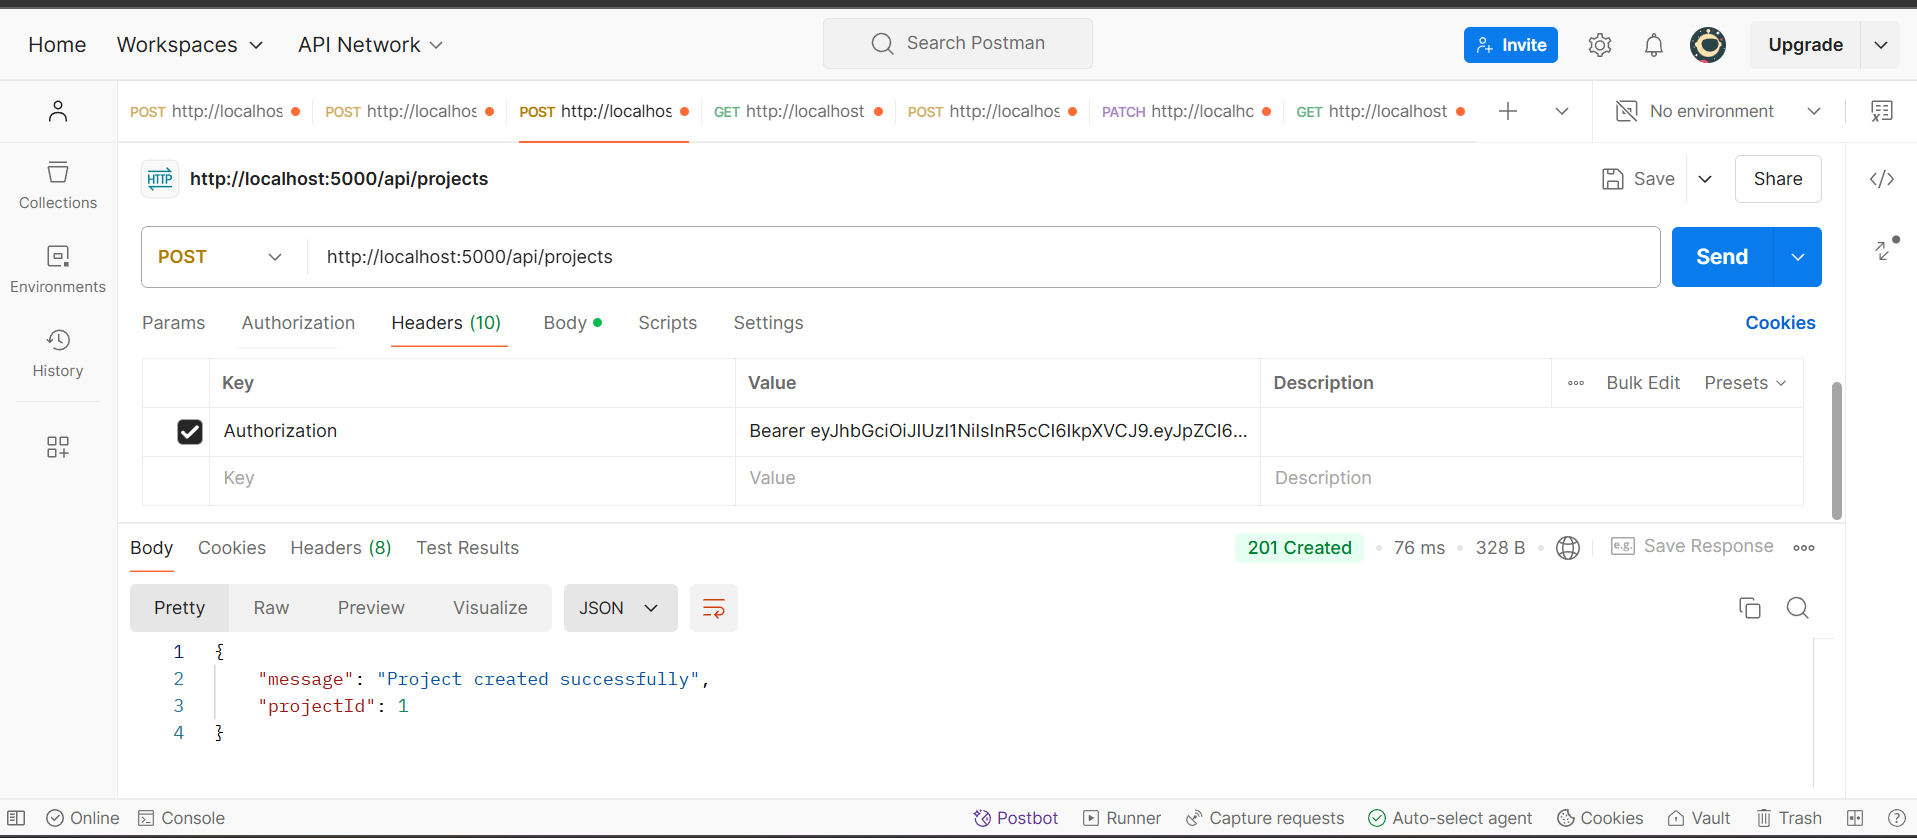 Home Workspaces API Network Search Postman Invite Upgrade
POST http://localhos POST http://localhos POST http://localhos GET http://localhost POST http://localhos PATCH http://localhc GET http://localhost No environment
HTTP http://localhost:5000/api/projects Save Share
Collections
POST http://localhost:5000/api/projects Send
Environments
Params Authorization Headers (10) Body Scripts Settings Cookies
History
Key Value Description Bulk Edit Presets
Authorization Bearer eyJhbGciOiJIUzI1NiIsInR5cCI6IkpXVCJ9.eyJpZCI6...
Key Value Description
Body Cookies Headers (8) Test Results 201 Created 76 ms 328 B e.g. Save Response
Pretty Raw Preview Visualize JSON
1 {
2 "message": "Project created successfully",
3 "projectId": 1
4 }
Online Console Postbot Runner Capture requests Auto-select agent Cookies Vault Trash